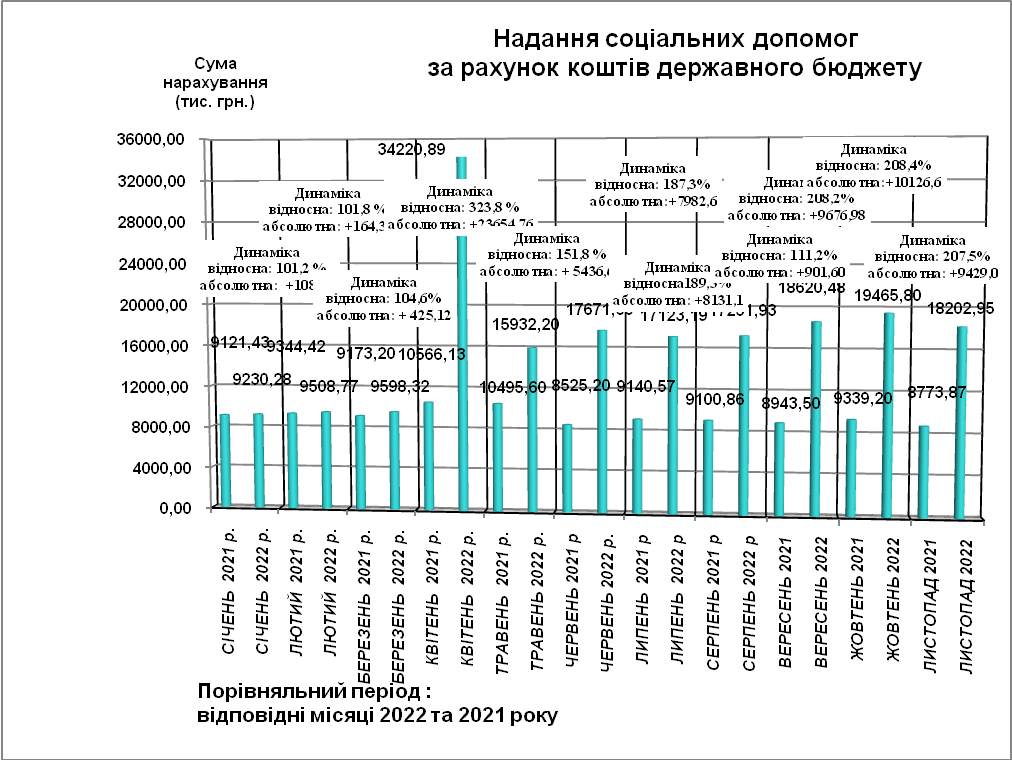 Надання соціальних допомог
за рахунок коштів державного бюджету
Сума
нарахування
(тис. грн.)
36000,00
32000,00
28000,00
24000,00
20000,00
16000,00
12000,00
8000,00
4000,00
0,00
34220,89
Динаміка
відносна: 101,2 %
абсолютна:
Динаміка
відносна: 101,8 %
абсолютна:
Динаміка
відносна: 104,6%
абсолютна: + 425,12
Динаміка
відносна: 323,8 %
абсолютна: +23654,76
Динаміка
відносна: 151,8 %
абсолютна:
Динаміка
відносна: 187,3%
абсолютна:+7982,6
Динаміка
абсолютна: +8131,1
Динаміка
відносна: 111,2%
абсолютна: +901,60
відносна: 208,2%
абсолютна: +9676,98
Динаміка
відносна: 208,4%
абсолютна:+10126,6
Динаміка
відносна: 207,5%
абсолютна: +9429,0
9121,43
9230,28
9344,42
9508,77
9173,20
9598,32
10566,13
10495,60
15932,20
8525,20
9140,57
9100,86
8943,50
18620,48
9339,20
19465,80
8773,87
18202,95
СІЧЕНЬ 2021 р.
СІЧЕНЬ 2022 р.
ЛЮТИЙ 2021 р.
ЛЮТИЙ 2022 р.
БЕРЕЗЕНЬ 2021 р.
БЕРЕЗЕНЬ 2022 р.
КВІТЕНЬ 2021 р.
КВІТЕНЬ 2022 р.
ТРАВЕНЬ 2021 р.
ТРАВЕНЬ 2022 р.
ЧЕРВЕНЬ 2021 р
ЧЕРВЕНЬ 2022 р.
ЛИПЕНЬ 2021 р
ЛИПЕНЬ 2022 р
СЕРПЕНЬ 2021 р
СЕРПЕНЬ 2022 р
ВЕРЕСЕНЬ 2021
ВЕРЕСЕНЬ 2022
ЖОВТЕНЬ 2021
ЖОВТЕНЬ 2022
ЛИСТОПАД 2021
ЛИСТОПАД 2022
Порівняльний період :
відповідні місяці 2022 та 2021 року